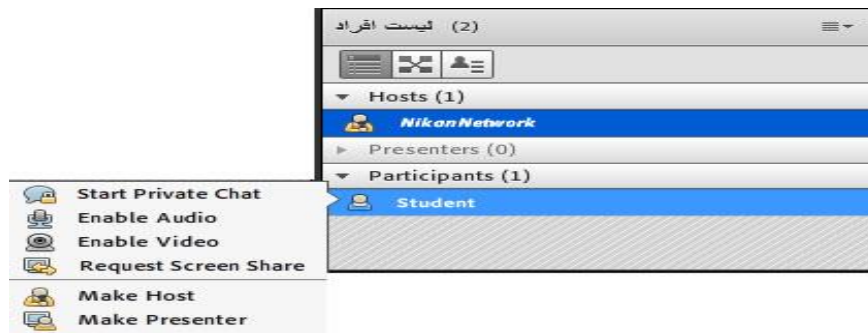 لیست افراد (2)
Hosts (1)
NikanNetwork
Presenters (0)
Participants (1)
Student
Start Private Chat
Enable Audio
Enable Video
Request Screen Share
Make Host
Make Presenter